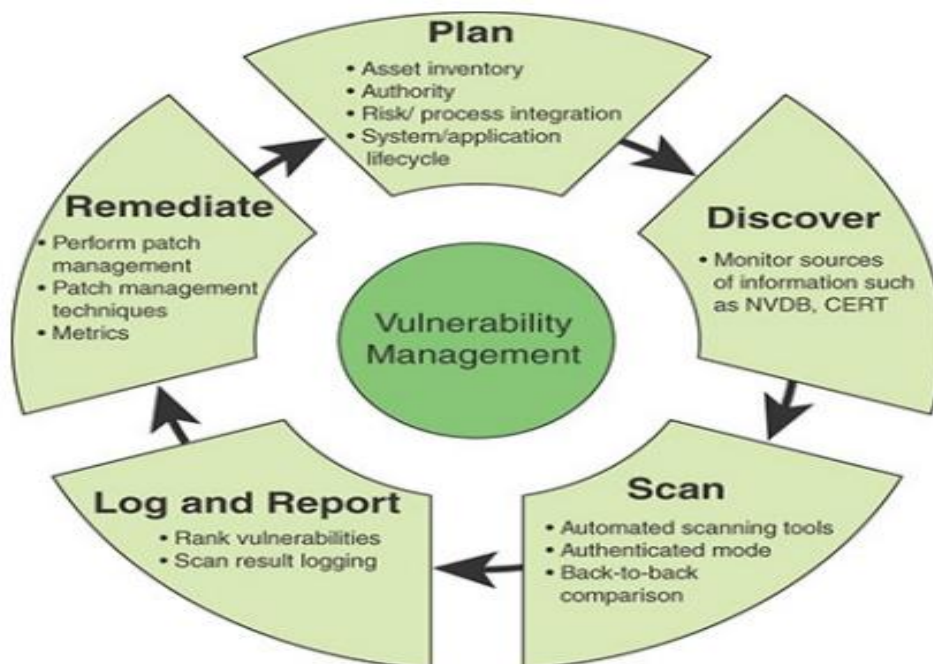 Plan
• Asset inventory
• Authority
• Risk/ process integration
• System/application
lifecycle
Discover
• Monitor sources
of information such
as NVDB, CERT
Scan
• Automated scanning tools
• Authenticated mode
• Back-to-back
comparison
Log and Report
• Rank vulnerabilities
• Scan result logging
Remediate
• Perform patch
management
• Patch management
techniques
• Metrics
Vulnerability
Management